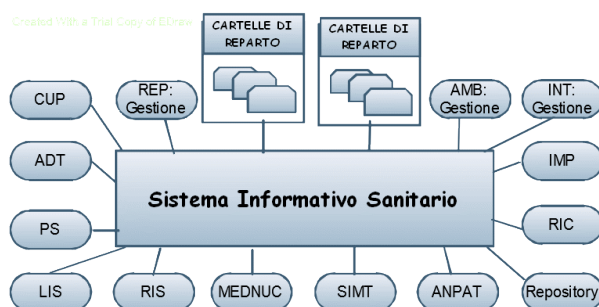 Created With a Trial Copy of EDraw
CARTELLE DI
REPARTO
CARTELLE DI
REPARTO
CUP
REP:
Gestione
AMB:
Gestione
INT:
Gestione
ADT
IMP
Sistema Informativo Sanitario
PS
RIC
LIS
RIS
MEDNUC
SIMT
ANPAT
Repository